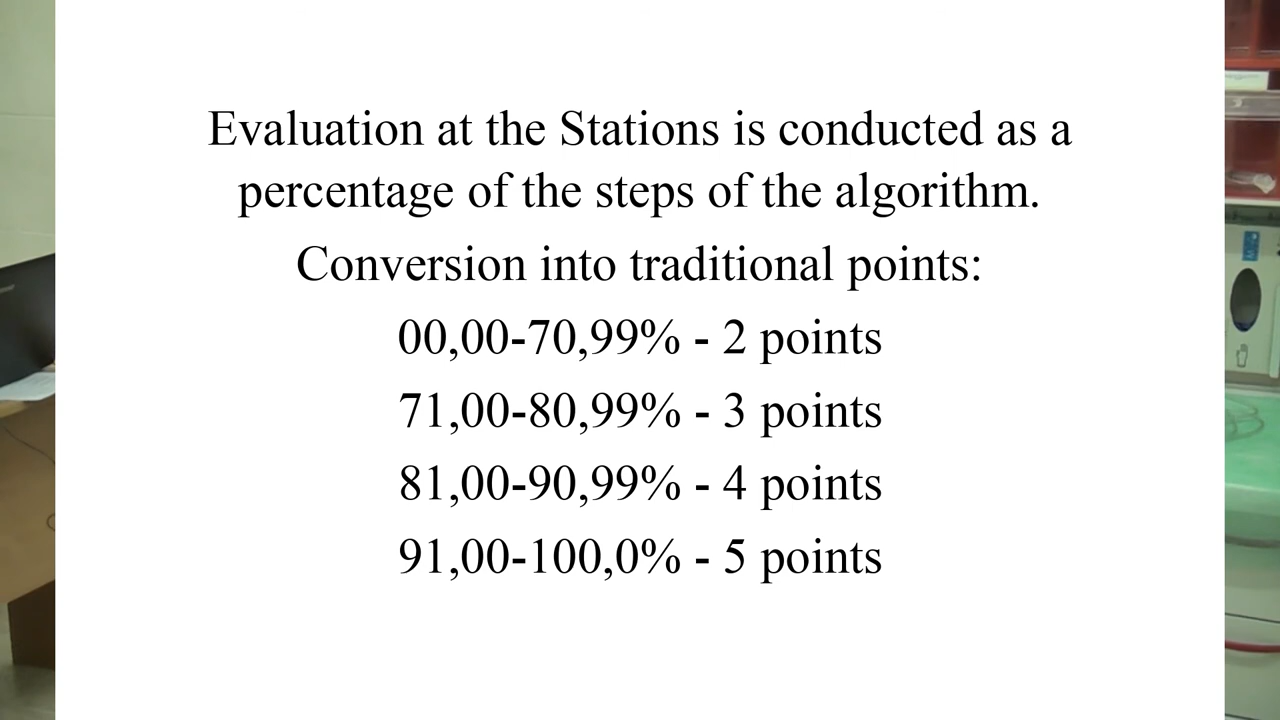 Evaluation at the Stations is conducted as a
percentage of the steps of the algorithm.
Conversion into traditional points:
00,00-70,99% - 2 points
71,00-80,99% - 3 points
81,00-90,99% - 4 points
91,00-100,0% - 5 points